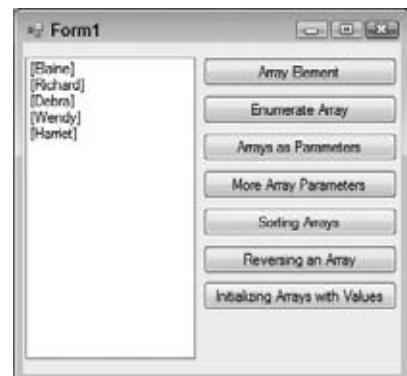 Form1
[Elaine]
[Richard]
[Debra]
[Wendy]
[Harriet]
Array Element
Enumerate Array
Arrays as Parameters
More Array Parameters
Sorting Arrays
Reversing an Array
Initializing Arrays with Values